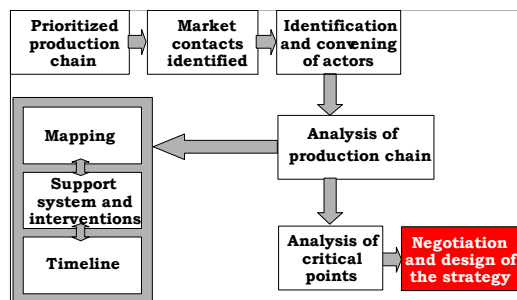 Prioritized
production
chain
Market
contacts
identified
Identification
and convening
of actors
Mapping
Support
system and
interventions
Timeline
Analysis of
production chain
Analysis of
critical
points
Negotiation
and design of
the strategy